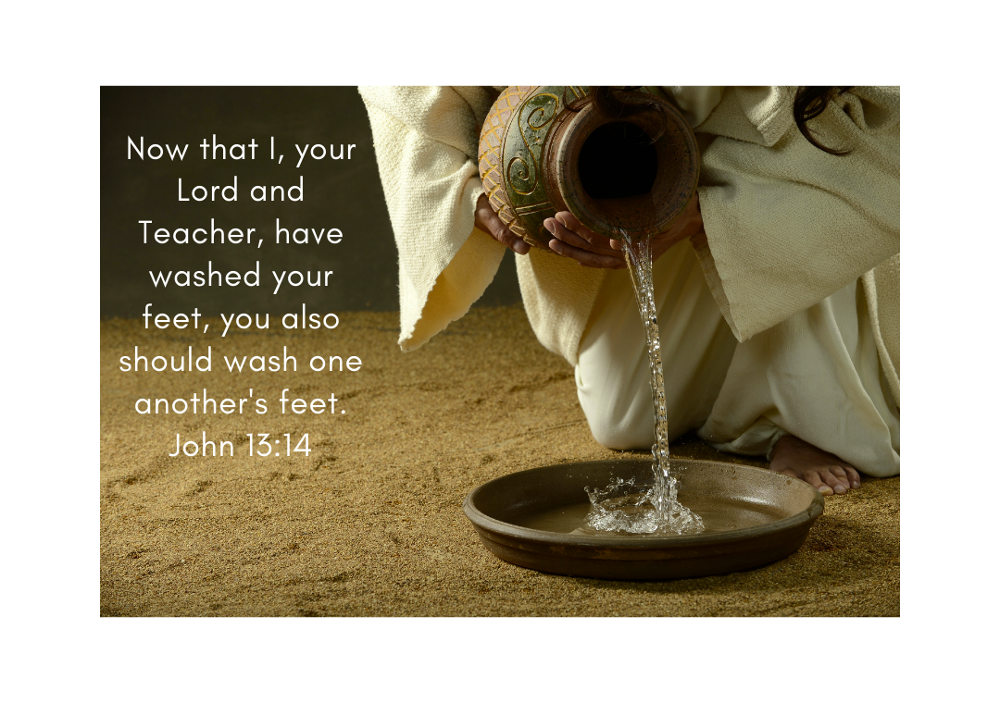 Now that I, your
Lord and
Teacher, have
washed your
feet, you also
should wash one
another's feet.
John 13:14